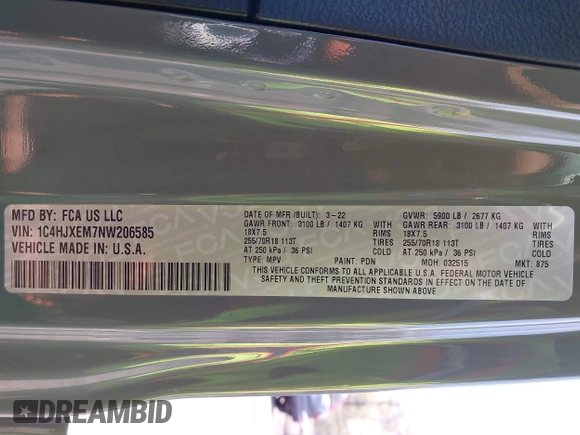 MFD BY: FCA US LLC
VIN: 1C4HJXEM7NW206585
VEHICLE MADE IN U.S.A.
DATE OF MFR (BUILT): 3-22
GVWR: 5900 LB / 2677 KG
GAWR FRONT: 3100 LB / 1407 KG
GAWR REAR: 3100 LB / 1407 KG
18X7.5 RIMS
18X7.5 RIMS
255/70R18 113T TIRES
255/70R18 113T TIRES
AT 250 kPa / 36 PSI COLD
AT 250 kPa / 36 PSI COLD
TYPE: MPV PAINT: PDN MDH: 032515 MKT: 875
THIS VEHICLE CONFORMS TO ALL APPLICABLE U.S.A. FEDERAL MOTOR VEHICLE
SAFETY AND THEFT PREVENTION STANDARDS IN EFFECT ON THE DATE OF
MANUFACTURE SHOWN ABOVE.
DREAMBID